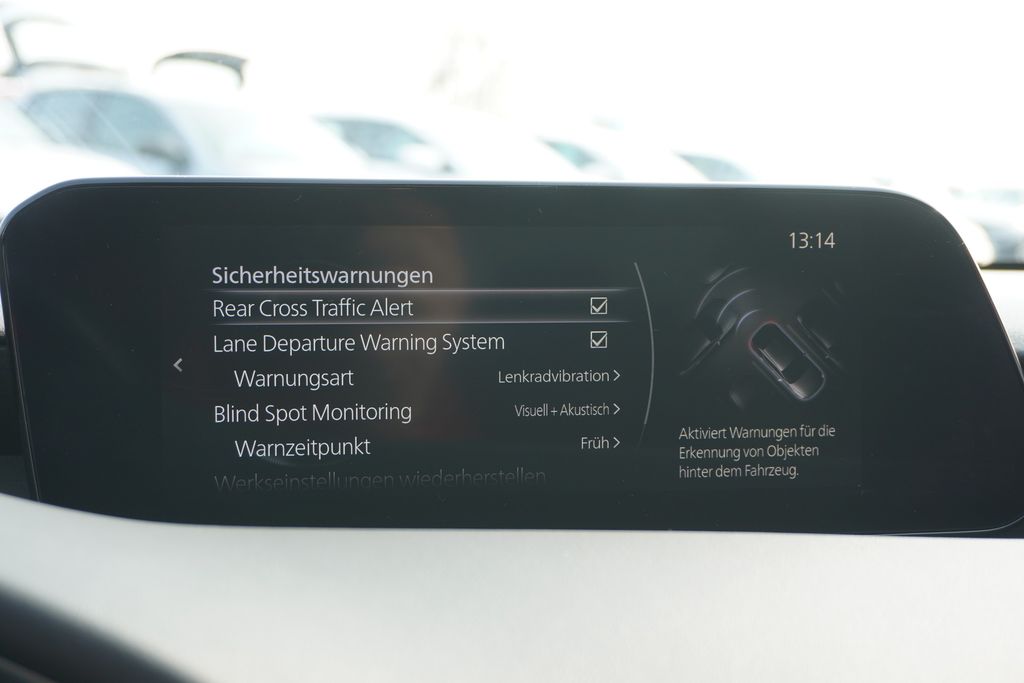 13:14
Sicherheitswarnungen
Rear Cross Traffic Alert
Lane Departure Warning System
Warnungsart Lenkradvibration >
Blind Spot Monitoring Visuell + Akustisch >
Warnzeitpunkt Früh >
Werkseinstellungen wiederherstellen
Aktiviert Warnungen für die
Erkennung von Objekten
hinter dem Fahrzeug.